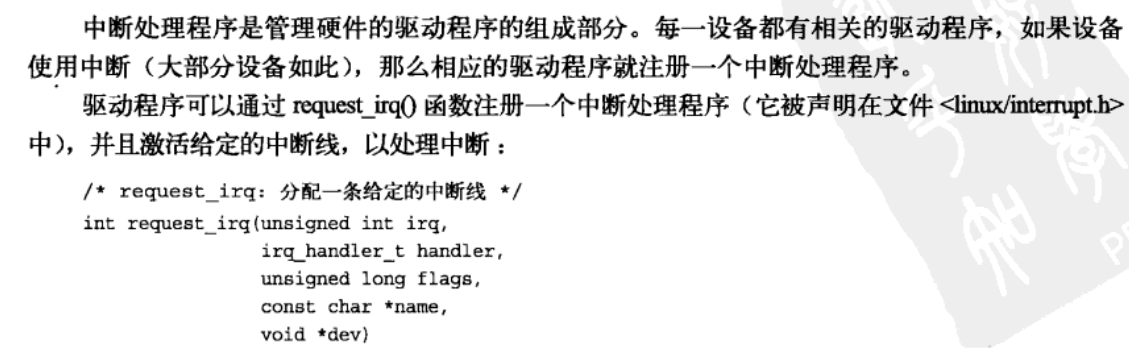 中断处理程序是管理硬件的驱动程序的组成部分。每一设备都有相关的驱动程序，如果设备
使用中断（大部分设备如此），那么相应的驱动程序就注册一个中断处理程序。
驱动程序可以通过 request_irq() 函数注册一个中断处理程序（它被声明在文件 <linux/interrupt.h>
中），并且激活给定的中断线，以处理中断：
/* request_irq: 分配一条给定的中断线 */
int request_irq(unsigned int irq,
irq_handler_t handler,
unsigned long flags,
const char *name,
void *dev)